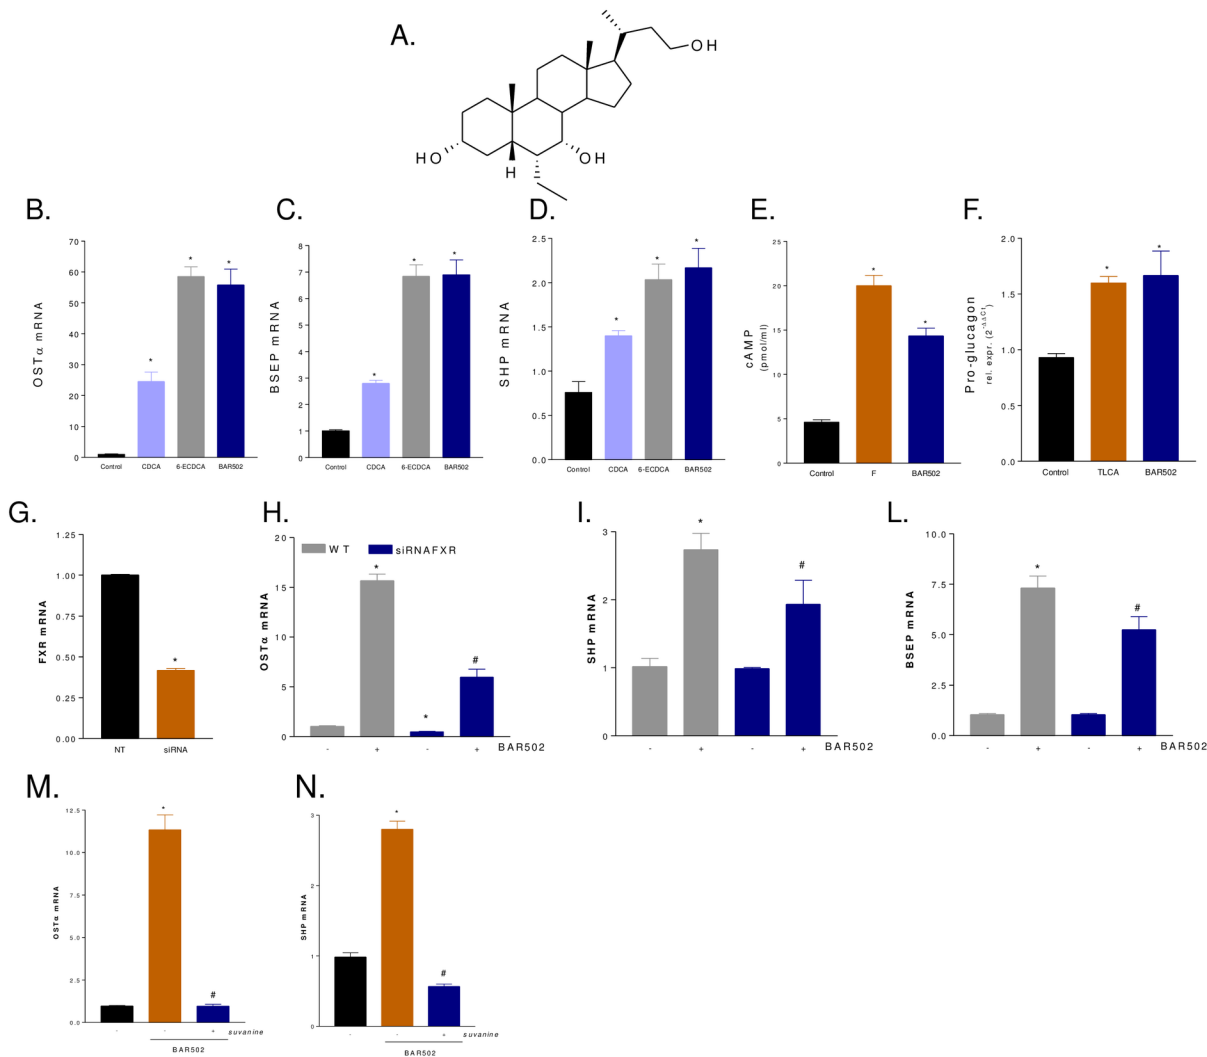 A.
OH
HO
OH
H
B.
OSTα mRNA
70
60
50
40
30
20
10
0
Control
CDCA
6-ECDCA
BAR502
*
*
*
C.
BSEP mRNA
8
7
6
5
4
3
2
1
0
Control
CDCA
6-ECDCA
BAR502
*
*
*
D.
SHP mRNA
2.5
2.0
1.5
1.0
0.5
0.0
Control
CDCA
6-ECDCA
BAR502
*
*
*
E.
cAMP
(pmol/ml)
25
20
15
10
5
0
Control
F
BAR502
*
*
F.
Pro-glucagon
rel. expr. (2^-ΔΔCt)
2.0
1.5
1.0
0.5
0.0
Control
TLCA
BAR502
*
*
G.
FXR mRNA
1.25
1.00
0.75
0.50
0.25
0.00
NT
siRNA
*
H.
WT
siRNAFXR
OSTα mRNA
20
15
10
5
0
*
*
#
- + - + BAR502
I.
SHP mRNA
3
2
1
0
*
#
- + - + BAR502
L.
BSEP mRNA
10.0
7.5
5.0
2.5
0.0
*
#
- + - + BAR502
M.
OSTα mRNA
12.5
10.0
7.5
5.0
2.5
0.0
*
#
- - + suvanine
BAR502
N.
SHP mRNA
3
2
1
0
*
#
- - + suvanine
BAR502